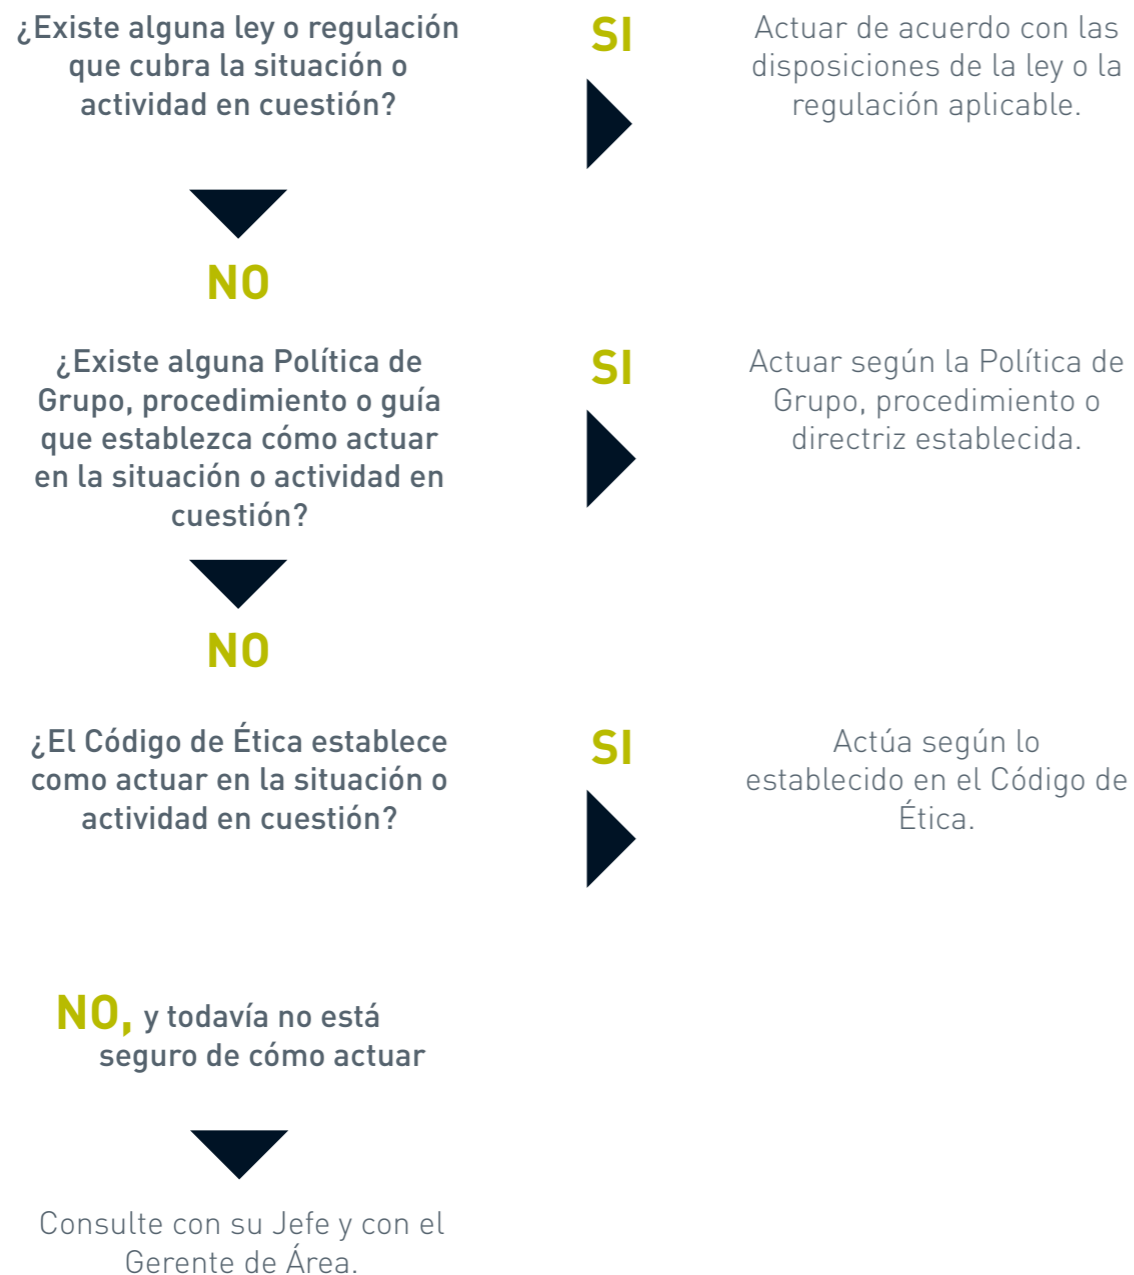 ¿Existe alguna ley o regulación
que cubra la situación o
actividad en cuestión?
SI
Actuar de acuerdo con las
disposiciones de la ley o la
regulación aplicable.
NO
¿Existe alguna Política de
Grupo, procedimiento o guía
que establezca cómo actuar
en la situación o actividad en
cuestión?
SI
Actuar según la Política de
Grupo, procedimiento o
directriz establecida.
NO
¿El Código de Ética establece
como actuar en la situación o
actividad en cuestión?
SI
Actúa según lo
establecido en el Código de
Ética.
NO, y todavía no está
seguro de cómo actuar
Consulte con su Jefe y con el
Gerente de Área.